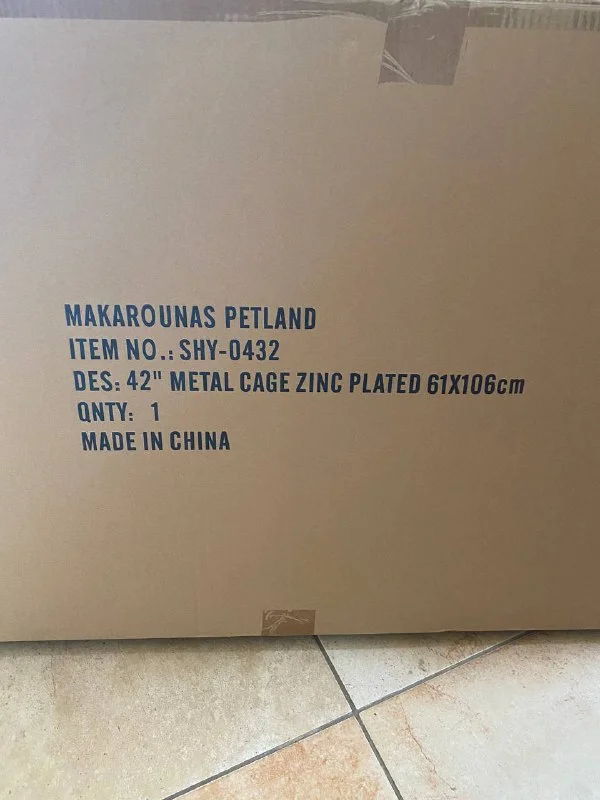 MAKAROUNAS PETLAND
ITEM NO.: SHY-0432
DES: 42" METAL CAGE ZINC PLATED 61X106cm
QNTY: 1
MADE IN CHINA